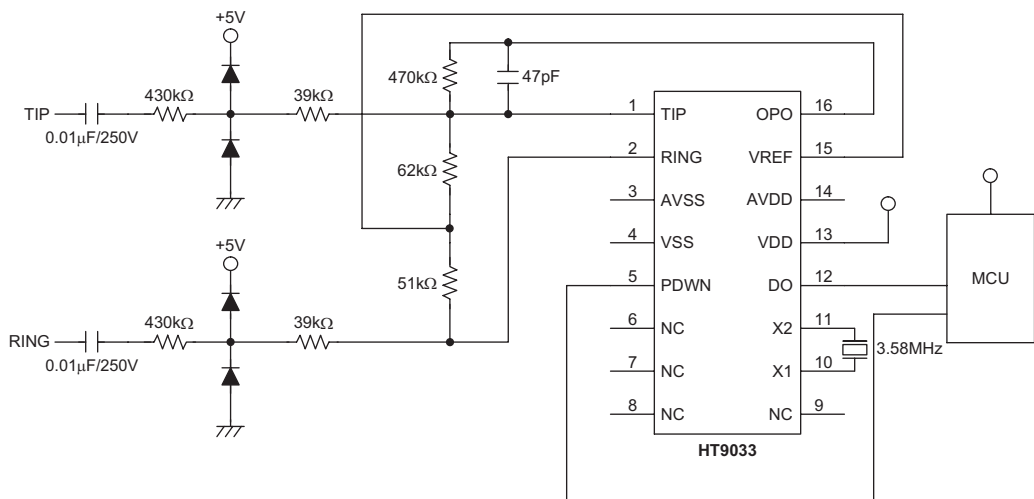 +5V
TIP
0.01μF/250V
430kΩ
39kΩ
470kΩ
47pF
62kΩ
51kΩ
+5V
RING
0.01μF/250V
430kΩ
39kΩ
1 TIP
2 RING
3 AVSS
4 VSS
5 PDWN
6 NC
7 NC
8 NC
OPO 16
VREF 15
AVDD 14
VDD 13
DO 12
X2 11
X1 10
NC 9
HT9033
3.58MHz
MCU